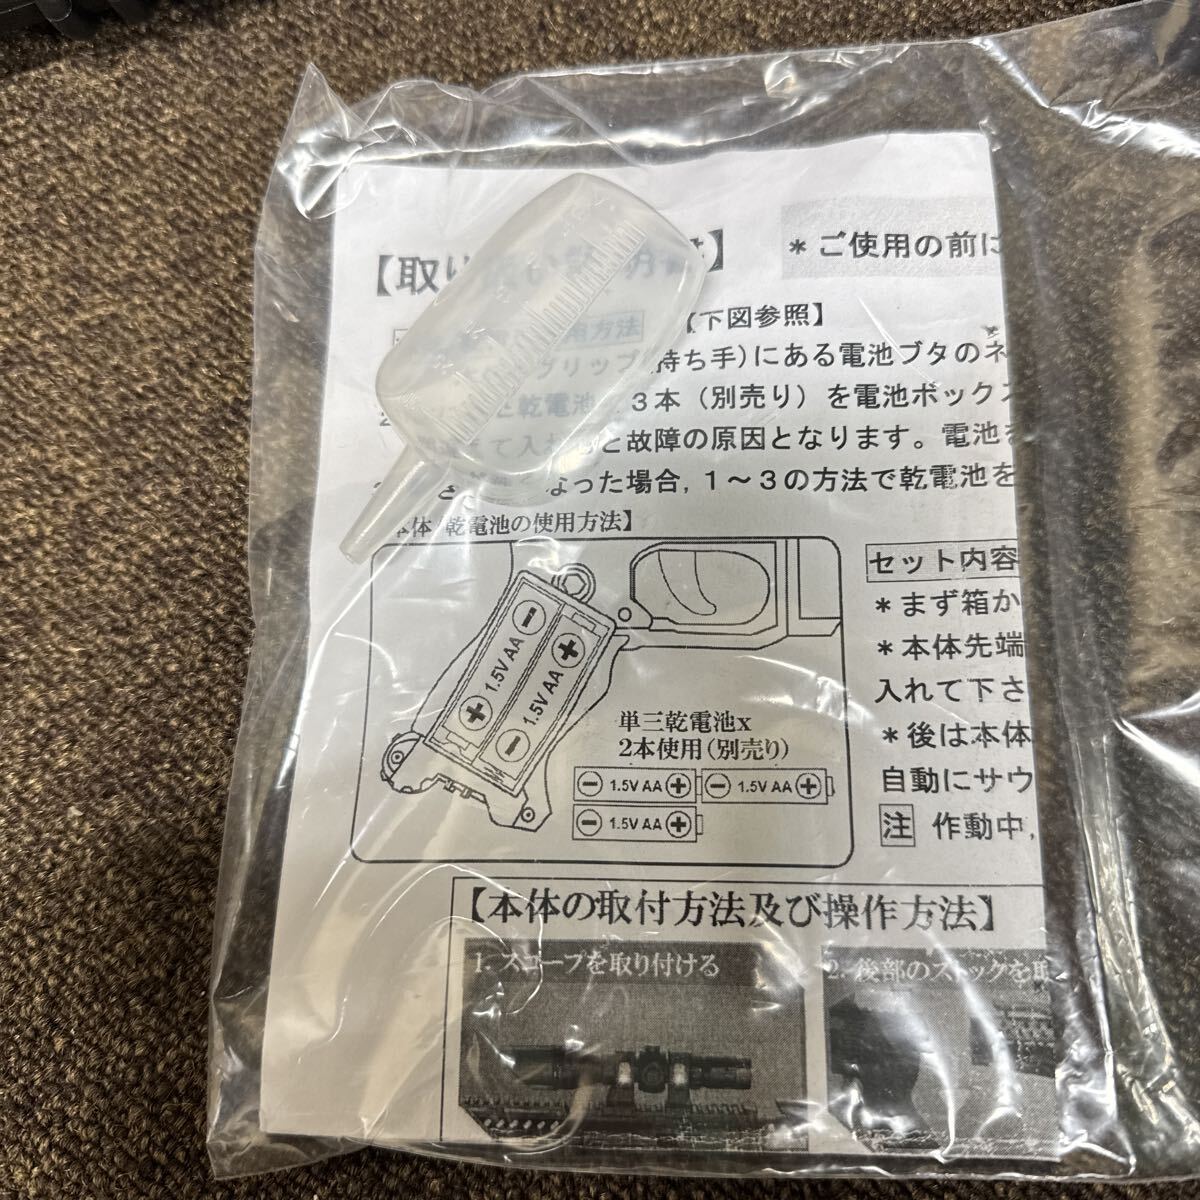 【取り 明書】
*ご使用の前に
用方法
【下図参照】
グリップ(持ち手)にある電池ブタのネ
三乾電池 3本（別売り）を電池ボックス
て入れ と故障の原因となります。電池を
なった場合,１～３の方法で乾電池を
本体 乾電池の使用方法】
1.5V AA
1.5V AA
単三乾電池x
2本使用(別売り)
1.5V AA
1.5V AA
1.5V AA
セット内容
*まず箱か
*本体先端
入れて下さ
*後は本体
自動にサウ
注 作動中,
【本体の取付方法及び操作方法】
1. スコープを取り付ける
2. 後部のストックを取